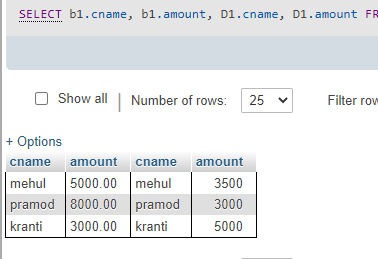 SELECT b1.cname, b1.amount, D1.cname, D1.amount FR
Show all Number of rows: 25 Filter row
+ Options
cname amount cname amount
mehul 5000.00 mehul 3500
pramod 8000.00 pramod 3000
kranti 3000.00 kranti 5000